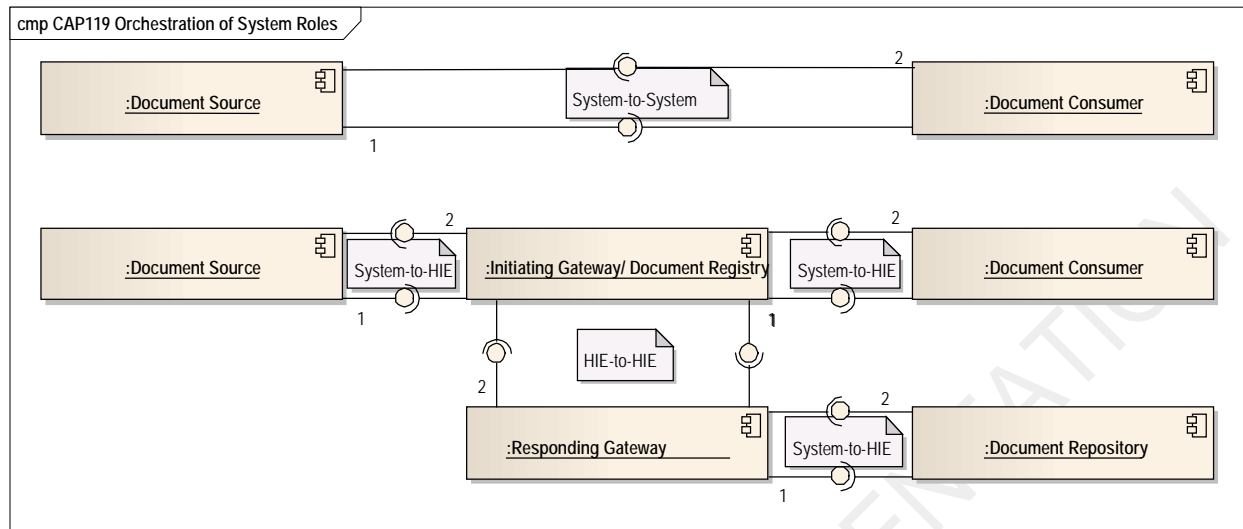 cmp CAP119 Orchestration of System Roles
2
:Document Source
System-to-System
:Document Consumer
1
2
2
:Document Source
System-to-HIE
:Initiating Gateway/ Document Registry
System-to-HIE
:Document Consumer
1
1
HIE-to-HIE
2
2
:Responding Gateway
System-to-HIE
:Document Repository
1